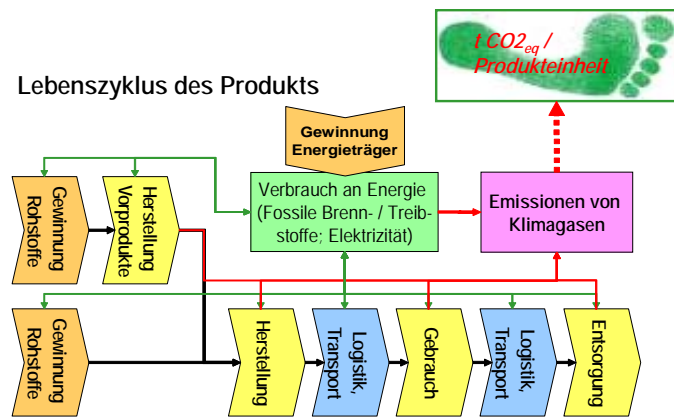 t CO2eq /
Produkteinheit
Lebenszyklus des Produkts
Gewinnung
Energieträger
Gewinnung
Rohstoffe
Herstellung
Vorprodukte
Verbrauch an Energie
(Fossile Brenn- / Treib-
stoffe; Elektrizität)
Emissionen von
Klimagasen
Gewinnung
Rohstoffe
Herstellung
Logistik,
Transport
Gebrauch
Logistik,
Transport
Entsorgung